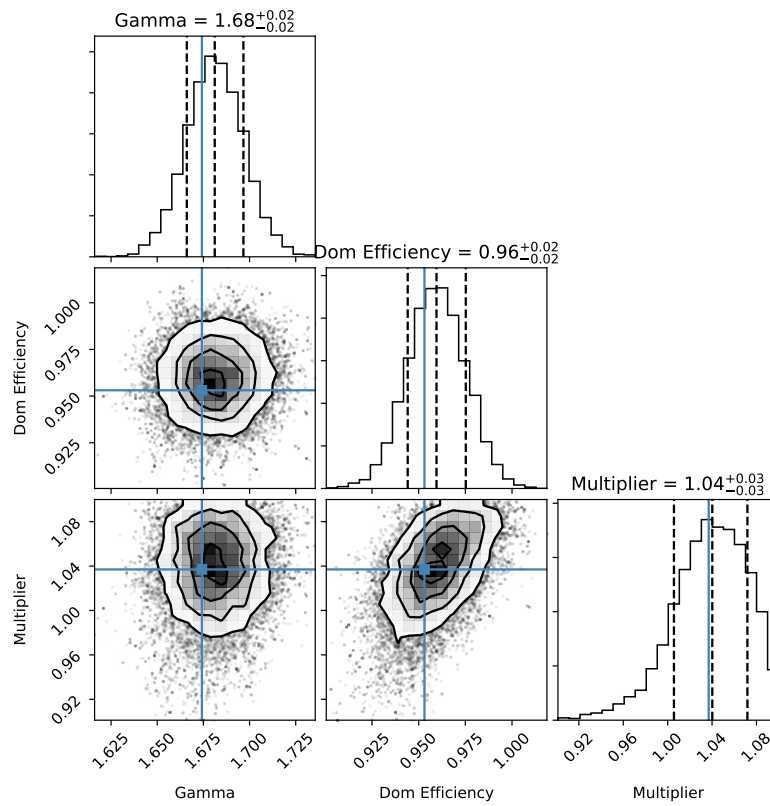 Gamma = 1.68+0.02 −0.02
Dom Efficiency = 0.96+0.02 −0.02
Dom Efficiency
1.000
0.975
0.950
0.925
Multiplier = 1.04+0.03 −0.03
Multiplier
1.08
1.04
1.00
0.96
0.92
1.625 1.650 1.675 1.700 1.725
0.925 0.950 0.975 1.000
0.92 0.96 1.00 1.04 1.08
Gamma Dom Efficiency Multiplier